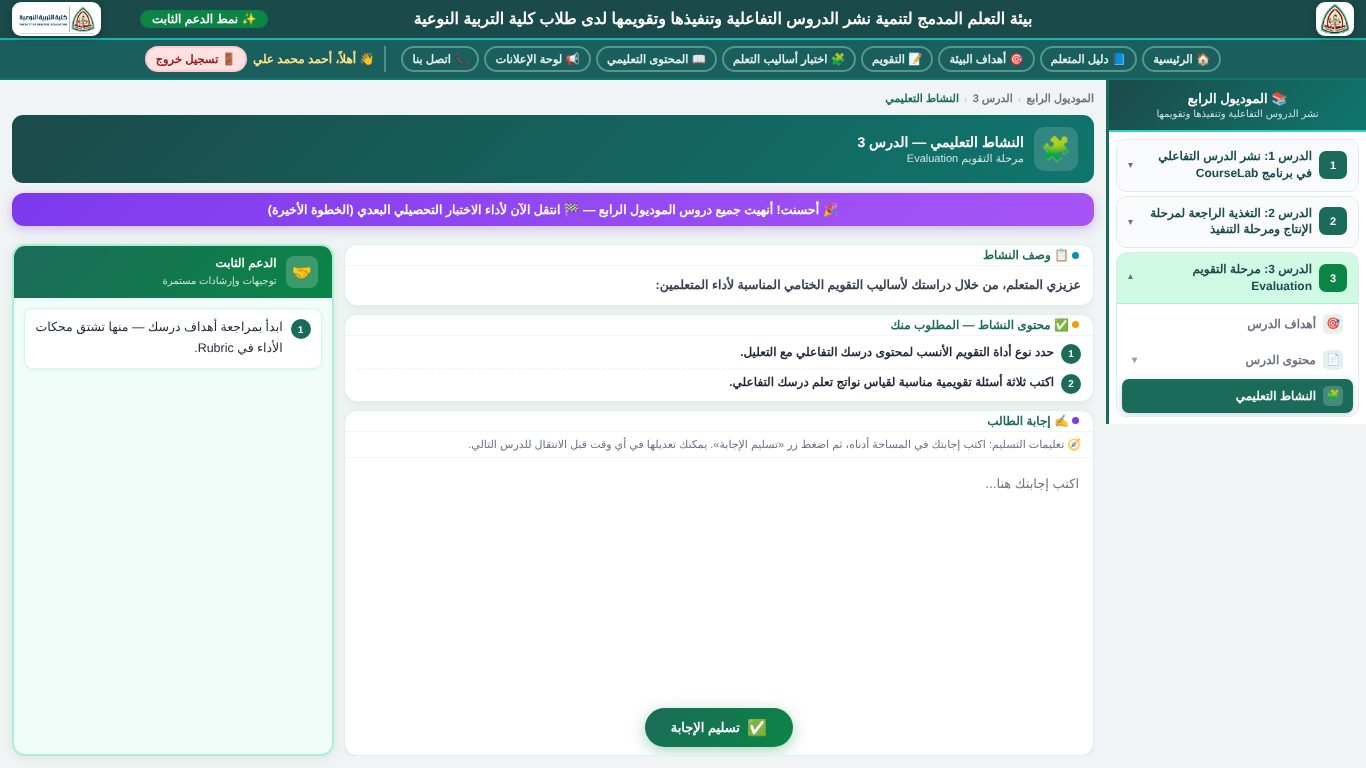 بيئة التعلم المدمج لتنمية نشر الدروس التفاعلية وتنفيذها وتقويمها لدى طلاب كلية التربية النوعية
✨ نمط الدعم الثابت
كلية التربية النوعية
FACULTY OF SPECIFIC EDUCATION
🏠 الرئيسية
📘 دليل المتعلم
🎯 أهداف البيئة
📝 التقويم
🧩 اختبار أساليب التعلم
📖 المحتوى التعليمي
📢 لوحة الإعلانات
📞 اتصل بنا
👋 أهلاً، أحمد محمد علي
🚪 تسجيل خروج
📚 الموديول الرابع
نشر الدروس التفاعلية وتنفيذها وتقويمها
1
الدرس 1: نشر الدرس التفاعلي
في برنامج CourseLab
▾
2
الدرس 2: التغذية الراجعة لمرحلة
الإنتاج ومرحلة التنفيذ
▾
3
الدرس 3: مرحلة التقويم
Evaluation
▴
🎯 أهداف الدرس
📄 محتوى الدرس ▾
🧩 النشاط التعليمي
الموديول الرابع › الدرس 3 › النشاط التعليمي
🧩 النشاط التعليمي — الدرس 3
مرحلة التقويم Evaluation
🎉 أحسنت! أنهيت جميع دروس الموديول الرابع — 🏁 انتقل الآن لأداء الاختبار التحصيلي البعدي (الخطوة الأخيرة)
📋 وصف النشاط
عزيزي المتعلم، من خلال دراستك لأساليب التقويم الختامي المناسبة لأداء المتعلمين:
✅ محتوى النشاط — المطلوب منك
1 حدد نوع أداة التقويم الأنسب لمحتوى درسك التفاعلي مع التعليل.
2 اكتب ثلاثة أسئلة تقويمية مناسبة لقياس نواتج تعلم درسك التفاعلي.
✍️ إجابة الطالب
🧭 تعليمات التسليم: اكتب إجابتك في المساحة أدناه، ثم اضغط زر «تسليم الإجابة». يمكنك تعديلها في أي وقت قبل الانتقال للدرس التالي.
اكتب إجابتك هنا...
✅ تسليم الإجابة
🤝 الدعم الثابت
توجيهات وإرشادات مستمرة
1 ابدأ بمراجعة أهداف درسك — منها تشتق محكات
الأداء في Rubric.